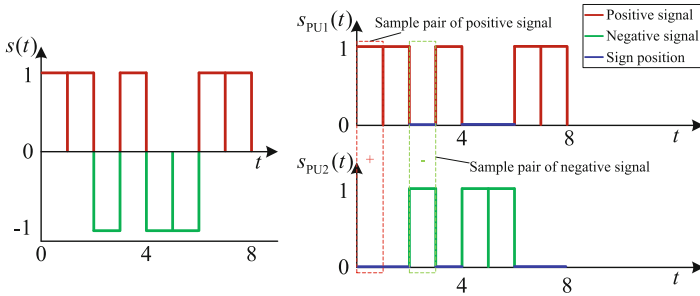 s(t)
1
0
-1
0
4
8
t
s_PU1(t)
Sample pair of positive signal
1
0
4
8
t
Positive signal
Negative signal
Sign position
s_PU2(t)
+
-
Sample pair of negative signal
1
0
4
8
t